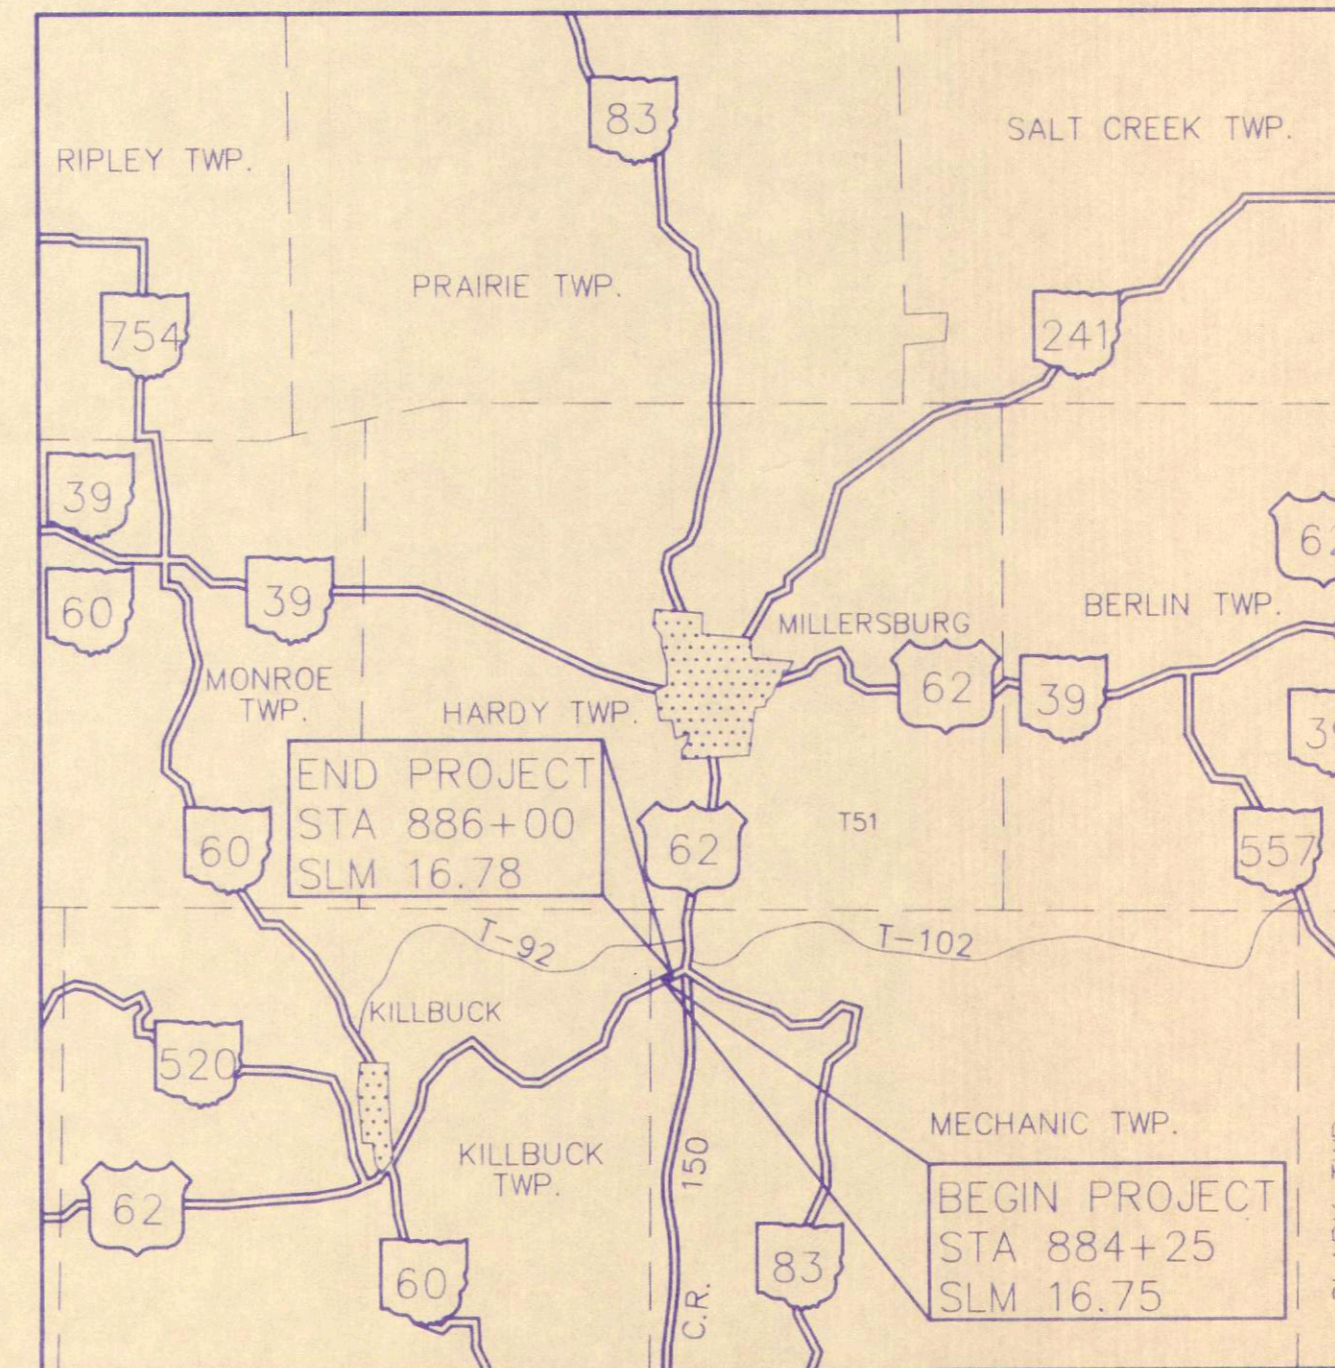 83
SALT CREEK TWP.
RIPLEY TWP.
PRAIRIE TWP.
754
241
39
60
39
BERLIN TWP.
MILLERSBURG
MONROE
TWP.
62
39
HARDY TWP.
END PROJECT
STA 886+00
SLM 16.78
60
62
T51
557
T-92
T-102
KILLBUCK
520
MECHANIC TWP.
KILLBUCK
TWP.
62
C.R. 150
BEGIN PROJECT
STA 884+25
SLM 16.75
60
83